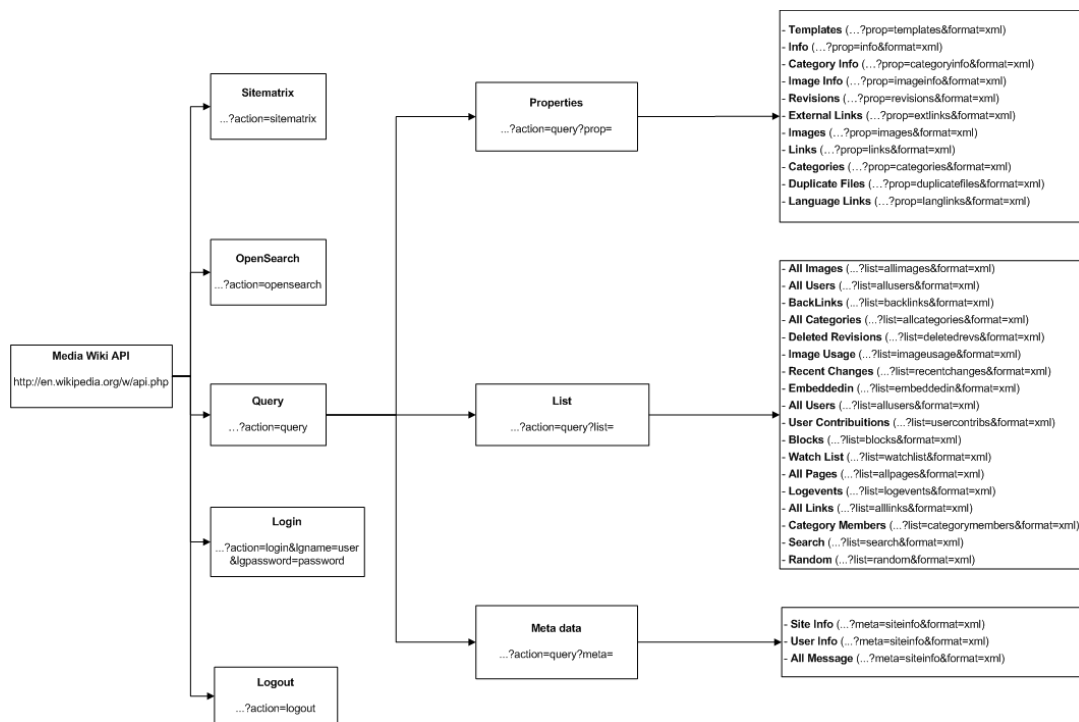 Media Wiki API
http://en.wikipedia.org/w/api.php
Sitematrix
...?action=sitematrix
OpenSearch
...?action=opensearch
Query
...?action=query
Login
...?action=login&lgname=user
&lgpassword=password
Logout
...?action=logout
Properties
...?action=query?prop=
List
...?action=query?list=
Meta data
...?action=query?meta=
- Templates (...?prop=templates&format=xml)
- Info (...?prop=info&format=xml)
- Category Info (...?prop=categoryinfo&format=xml)
- Image Info (...?prop=imageinfo&format=xml)
- Revisions (...?prop=revisions&format=xml)
- External Links (...?prop=extlinks&format=xml)
- Images (...?prop=images&format=xml)
- Links (...?prop=links&format=xml)
- Categories (...?prop=categories&format=xml)
- Duplicate Files (...?prop=duplicatefiles&format=xml)
- Language Links (...?prop=langlinks&format=xml)
- All Images (...?list=allimages&format=xml)
- All Users (...?list=allusers&format=xml)
- BackLinks (...?list=backlinks&format=xml)
- All Categories (...?list=allcategories&format=xml)
- Deleted Revisions (...?list=deletedrevs&format=xml)
- Image Usage (...?list=imageusage&format=xml)
- Recent Changes (...?list=recentchanges&format=xml)
- Embeddedin (...?list=embeddedin&format=xml)
- All Users (...?list=allusers&format=xml)
- User Contribuitions (...?list=usercontribs&format=xml)
- Blocks (...?list=blocks&format=xml)
- Watch List (...?list=watchlist&format=xml)
- All Pages (...?list=allpages&format=xml)
- Logevents (...?list=logevents&format=xml)
- All Links (...?list=alllinks&format=xml)
- Category Members (...?list=categorymembers&format=xml)
- Search (...?list=search&format=xml)
- Random (...?list=random&format=xml)
- Site Info (...?meta=siteinfo&format=xml)
- User Info (...?meta=siteinfo&format=xml)
- All Message (...?meta=siteinfo&format=xml)